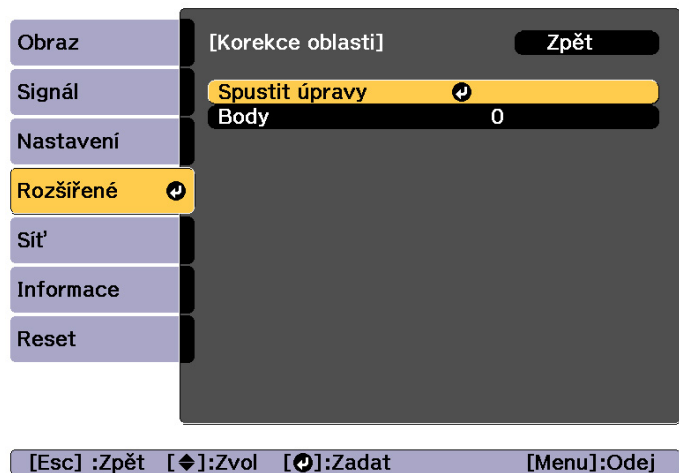 Obraz
Signál
Nastavení
Rozšířené
Síť
Informace
Reset
[Korekce oblasti] Zpět
Spustit úpravy
Body 0
[Esc] :Zpět [◆]:Zvol [↵]:Zadat [Menu]:Odej